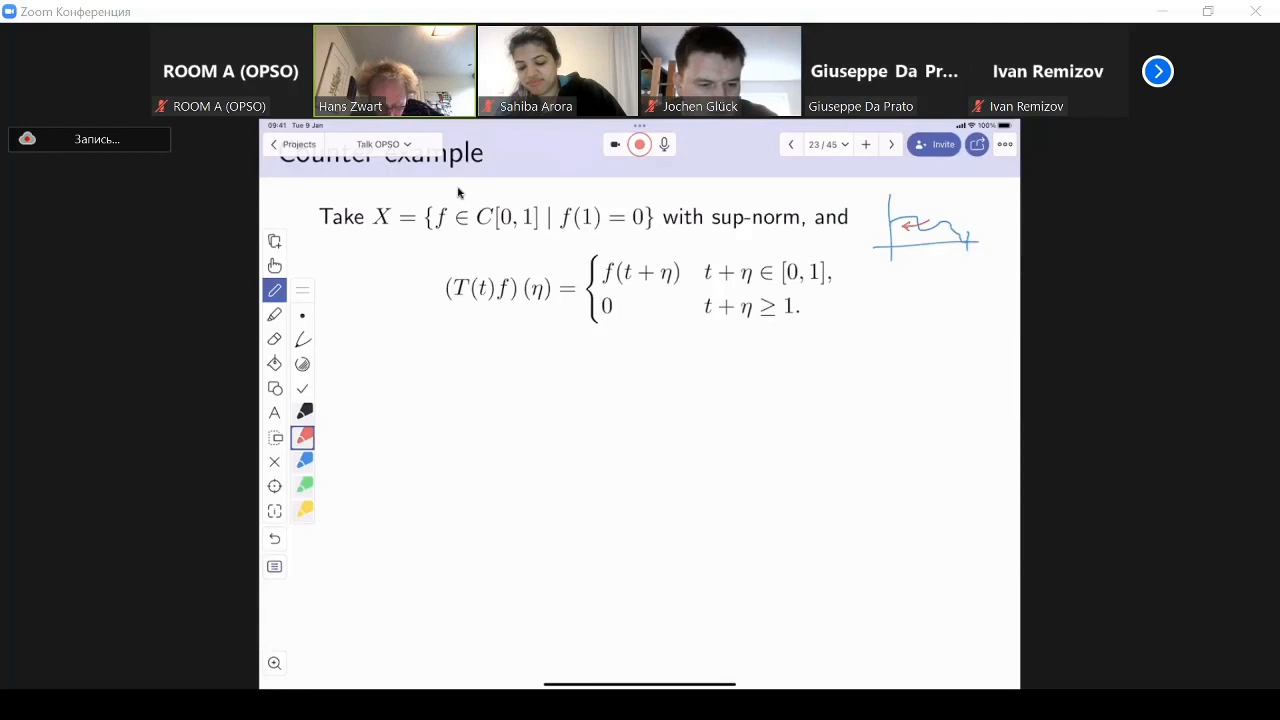 Zoom Конференция
ROOM A (OPSO)
Giuseppe Da Pr...
Ivan Remizov
ROOM A (OPSO)
Hans Zwart
Sahiba Arora
Jochen Glück
Giuseppe Da Prato
Ivan Remizov
Запись...
09:41 Tue 9 Jan
100%
Projects
Talk OPSO
23 / 45
Invite
Counter example
Take X = {f ∈ C[0, 1] | f(1) = 0} with sup-norm, and
(T(t)f) (η) = { f(t + η) t + η ∈ [0, 1],
0 t + η ≥ 1.